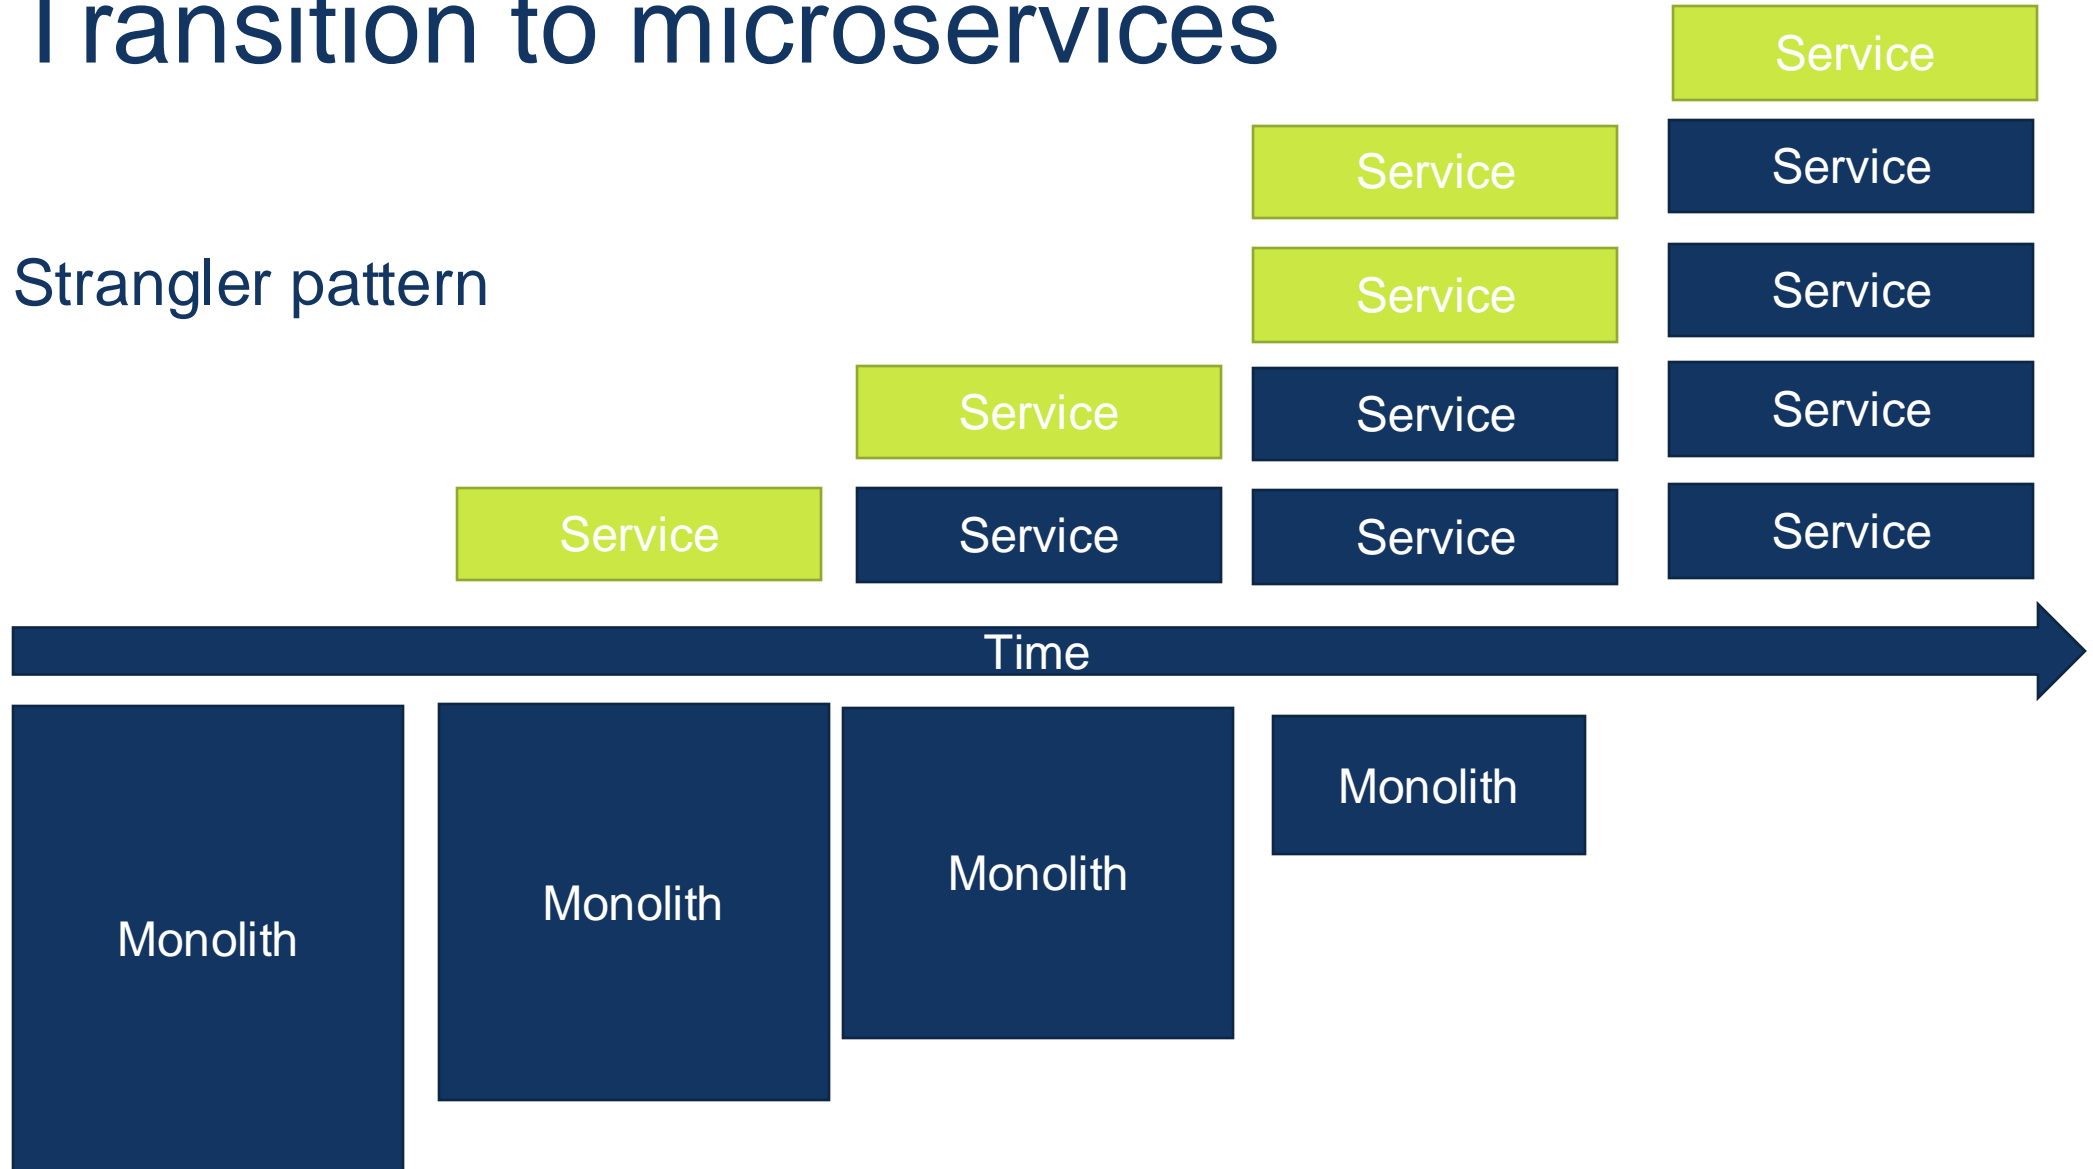 Transition to microservices
Service
Service
Service
Strangler pattern
Service
Service
Service
Service
Service
Service
Service
Service
Service
Time
Monolith
Monolith
Monolith
Monolith